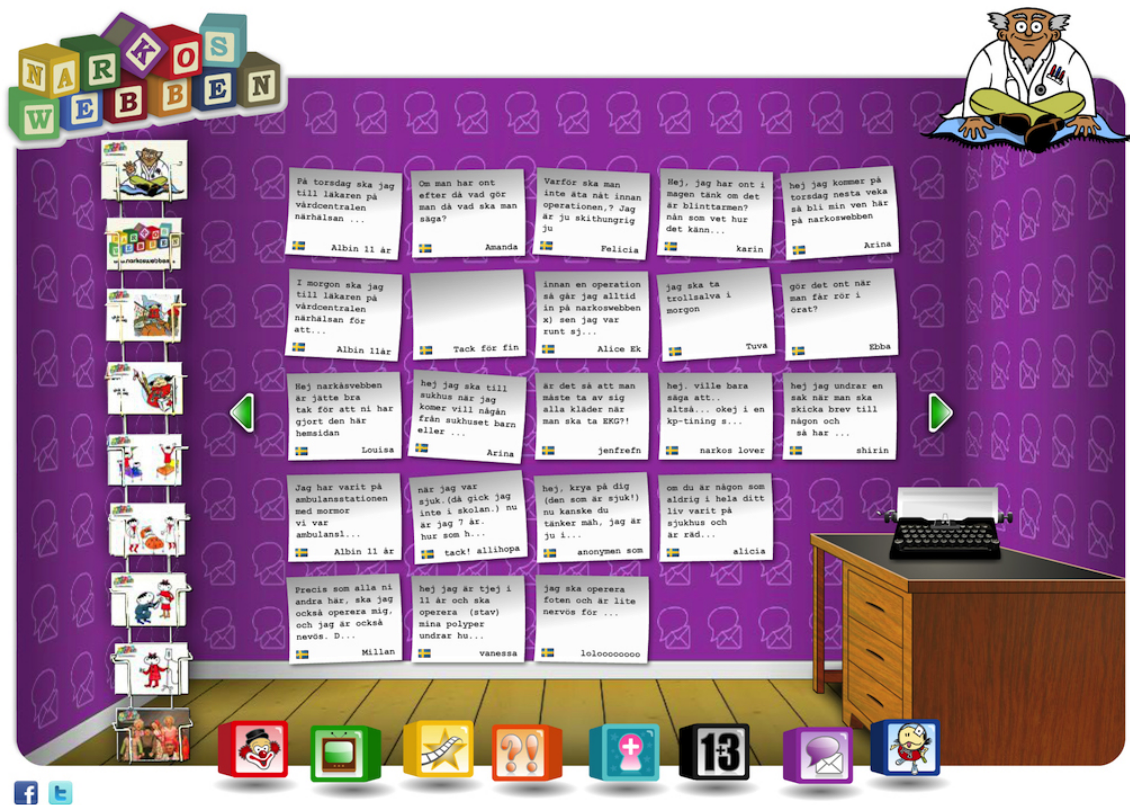 NARKOS
WEBBEN
På torsdag ska jag
till läkaren på
vårdcentralen
närhälsan ...
Albin 11 år
Om man har ont
efter då vad gör
man då vad ska man
säga?
Amanda
Varför ska man
inte äta nåt innan
operationen,? Jag
är ju skithungrig
ju
Felicia
Hej, jag har ont i
magen tänk om det
är blinttarmen?
nån som vet hur
det känn...
karin
hej jag kommer på
torsdag nesta veka
så bli min ven här
på narkoswebben
Arina
I morgon ska jag
till läkaren på
vårdcentralen
närhälsan för
att...
Albin 11år
Tack för fin
innan en operation
så går jag alltid
in på narkoswebben
x) sen jag var
runt sj...
Alice Ek
jag ska ta
trollsalva i
morgon
Tuva
gör det ont när
man får rör i
örat?
Ebba
Hej narkåsvebben
är jätte bra
tak för att ni har
gjort den här
hemsidan
Louisa
hej jag ska till
sukhus när jag
komer vill någån
från sukhuset barn
eller ...
Arina
är det så att man
måste ta av sig
alla kläder när
man ska ta EKG?!
jenfrefn
hej. ville bara
säga att..
altså... okej i en
kp-tining s...
narkos lover
hej jag undrar en
sak när man ska
skicka brev till
någon och
så har ...
shirin
Jag har varit på
ambulansstationen
med mormor
vi var
ambulansl...
Albin 11 år
när jag var
sjuk.(då gick jag
inte i skolan.) nu
är jag 7 år.
hur som h...
tack! allihopa
hej, krya på dig
(den som är sjuk!)
nu kanske du
tänker mäh, jag är
ju i...
anonymen som
om du är någon som
aldrig i hela ditt
liv varit på
sjukhus och
är räd...
alicia
Precis som alla ni
andra här, ska jag
också operera mig,
och jag är också
nevös. D...
Millan
hej jag är tjej i
11 år och ska
operera (stav)
mina polyper
undrar hu...
vanessa
jag ska operera
foten och är lite
nervös för ...
loloooooooo
?!
1+3
f
t